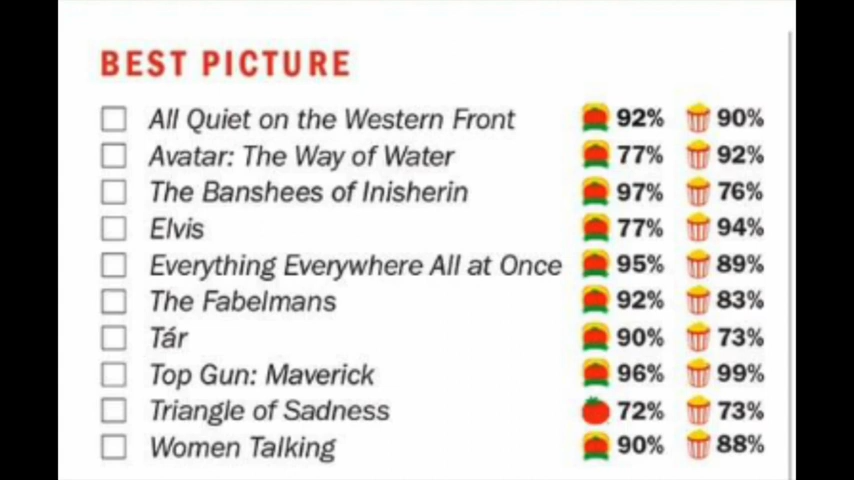 BEST PICTURE
All Quiet on the Western Front 92% 90%
Avatar: The Way of Water 77% 92%
The Banshees of Inisherin 97% 76%
Elvis 77% 94%
Everything Everywhere All at Once 95% 89%
The Fabelmans 92% 83%
Tár 90% 73%
Top Gun: Maverick 96% 99%
Triangle of Sadness 72% 73%
Women Talking 90% 88%